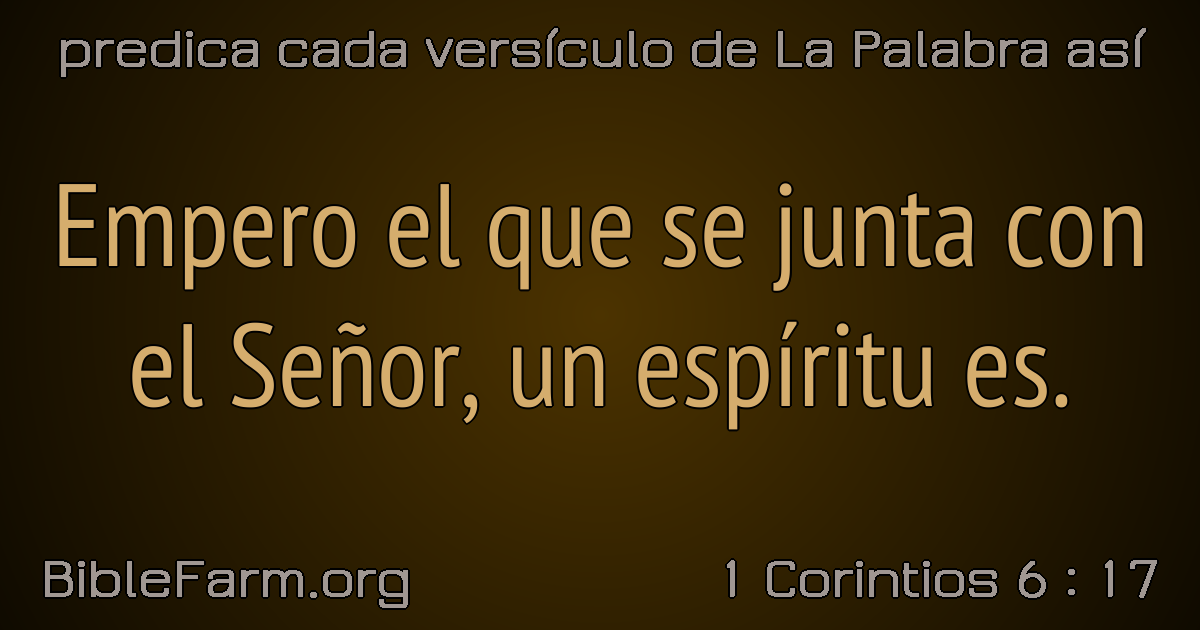 predica cada versículo de La Palabra así
Empero el que se junta con
el Señor, un espíritu es.
BibleFarm.org
1 Corintios 6 : 17